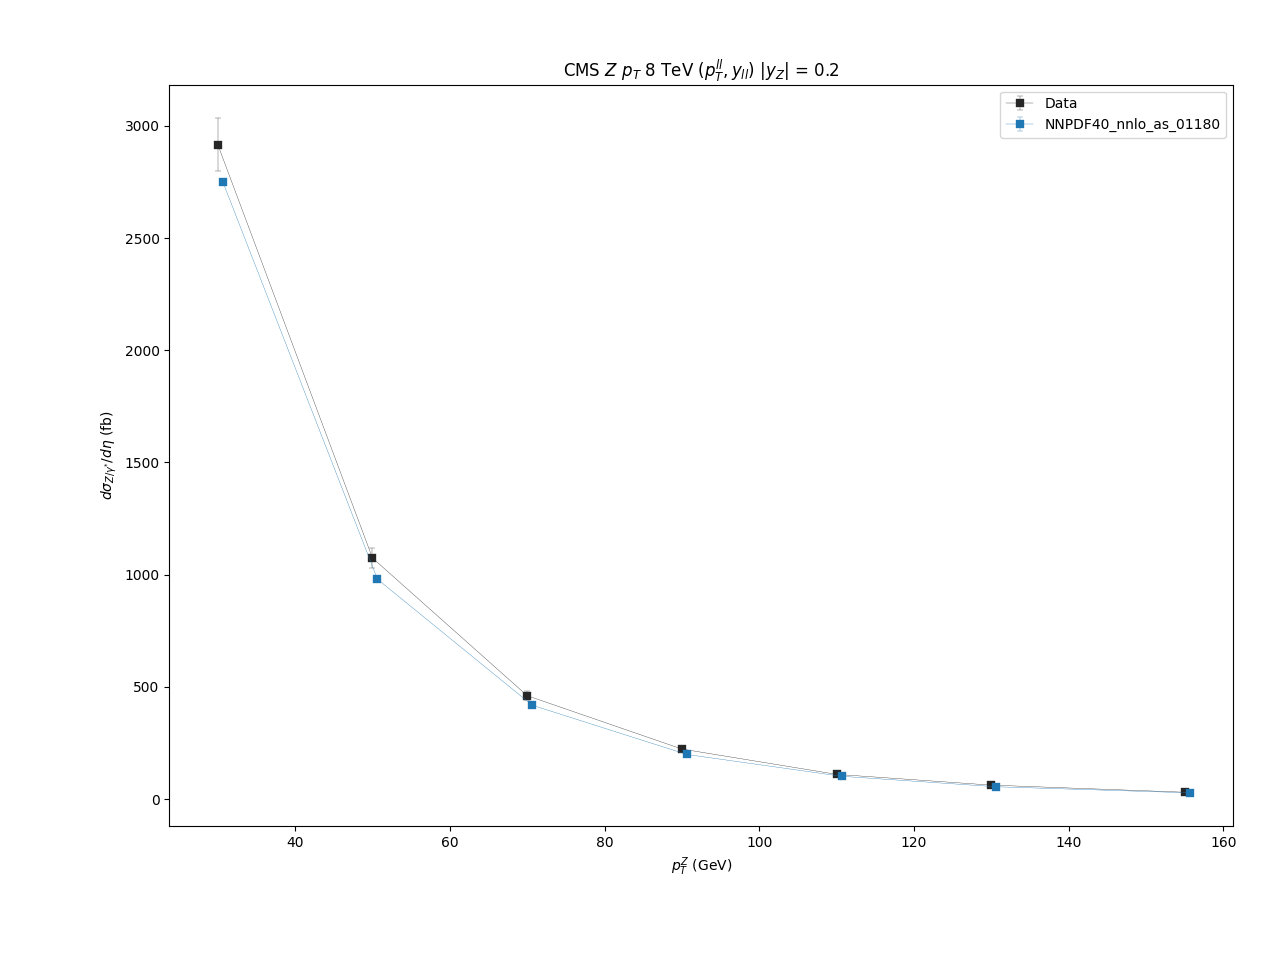 CMS Z p_T 8 TeV (p_T^{ll}, y_{ll}) |y_Z| = 0.2
Data
NNPDF40_nnlo_as_01180
3000
2500
2000
1500
1000
500
0
dσ_{Z/γ*}/dη (fb)
40 60 80 100 120 140 160
p_T^Z (GeV)